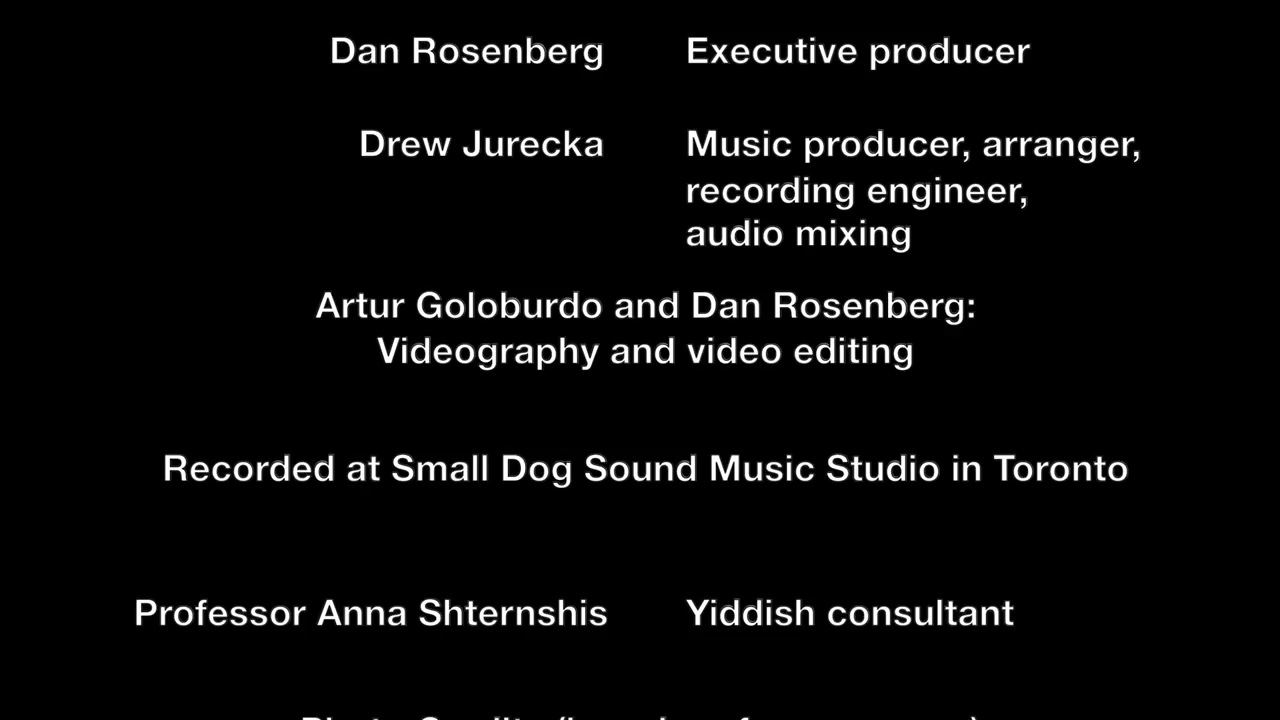 Dan Rosenberg Executive producer
Drew Jurecka Music producer, arranger,
recording engineer,
audio mixing
Artur Goloburdo and Dan Rosenberg:
Videography and video editing
Recorded at Small Dog Sound Music Studio in Toronto
Professor Anna Shternshis Yiddish consultant